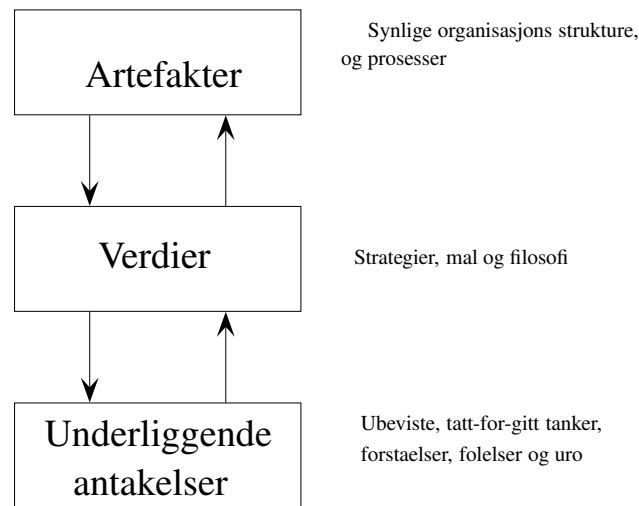 Artefakter
Synlige organisasjons strukture,
og prosesser
Verdier
Strategier, mal og filosofi
Underliggende
antakelser
Ubeviste, tatt-for-gitt tanker,
forstaelser, folelser og uro